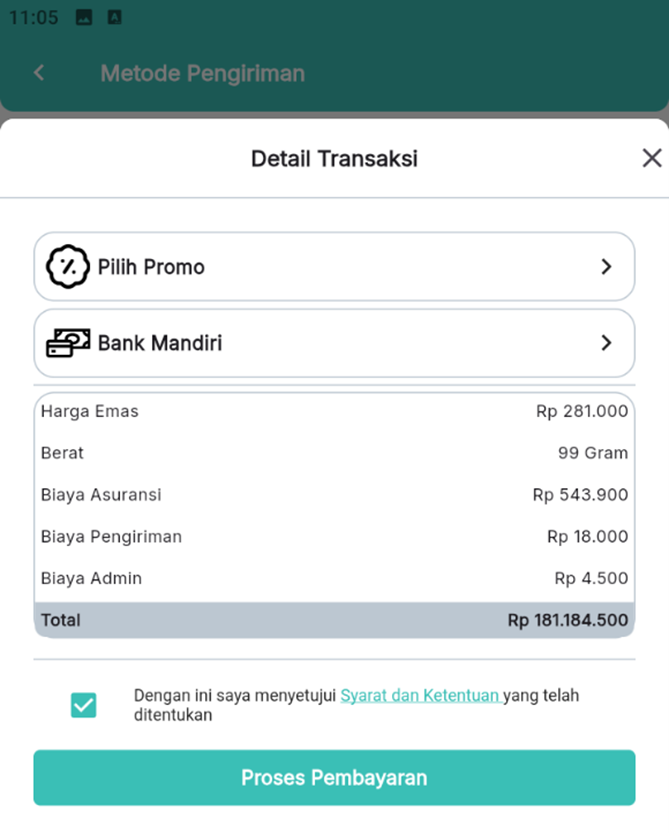 11:05
Metode Pengiriman
Detail Transaksi
Pilih Promo
Bank Mandiri
Harga Emas Rp 281.000
Berat 99 Gram
Biaya Asuransi Rp 543.900
Biaya Pengiriman Rp 18.000
Biaya Admin Rp 4.500
Total Rp 181.184.500
Dengan ini saya menyetujui Syarat dan Ketentuan yang telah
ditentukan
Proses Pembayaran